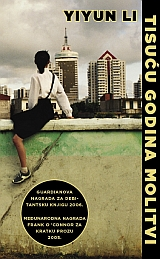 YIYUN LI
TISUĆU GODINA MOLITVI
GUARDIANOVA
NAGRADA ZA DEBI-
TANTSKU KNJIGU 2006.
MEĐUNARODNA NAGRADA
FRANK O'CONNOR ZA
KRATKU PROZU
2005.